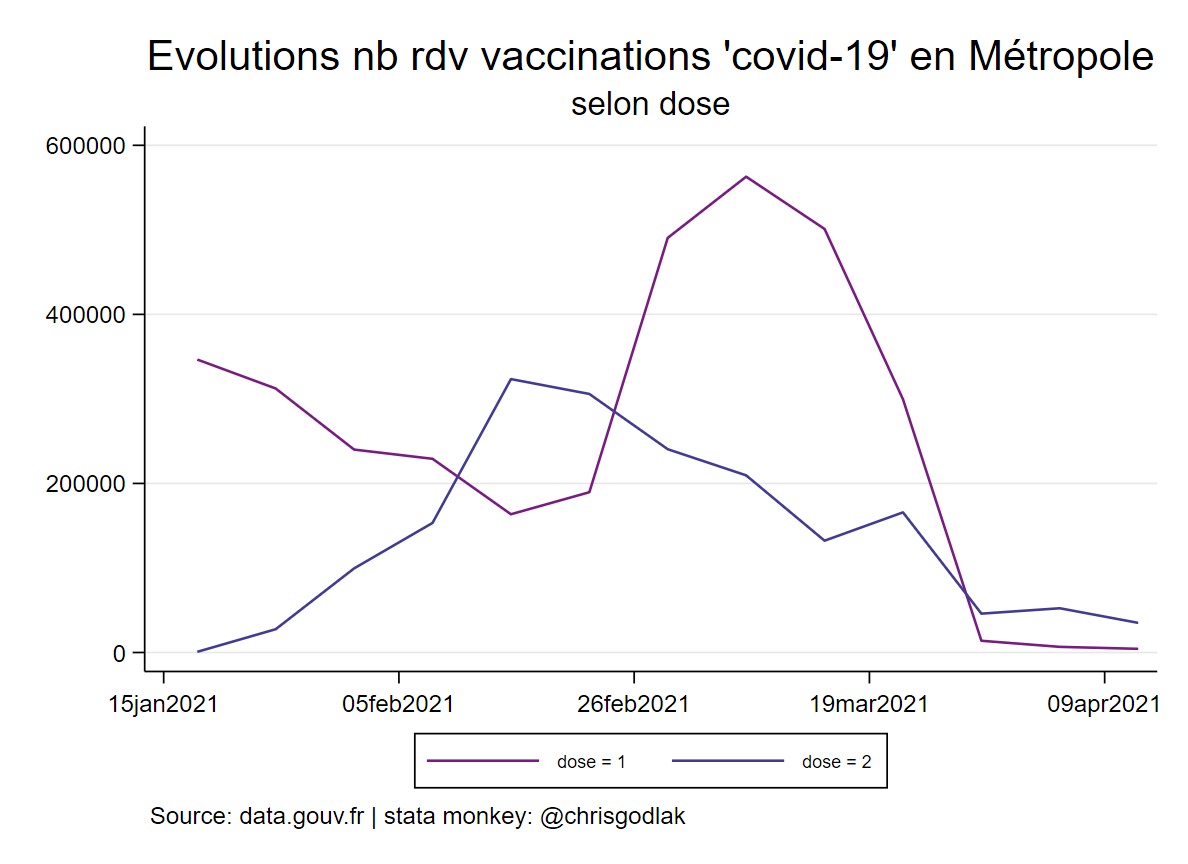 Evolutions nb rdv vaccinations 'covid-19' en Métropole
selon dose
600000
400000
200000
0
15jan2021 05feb2021 26feb2021 19mar2021 09apr2021
dose = 1 dose = 2
Source: data.gouv.fr | stata monkey: @chrisgodlak